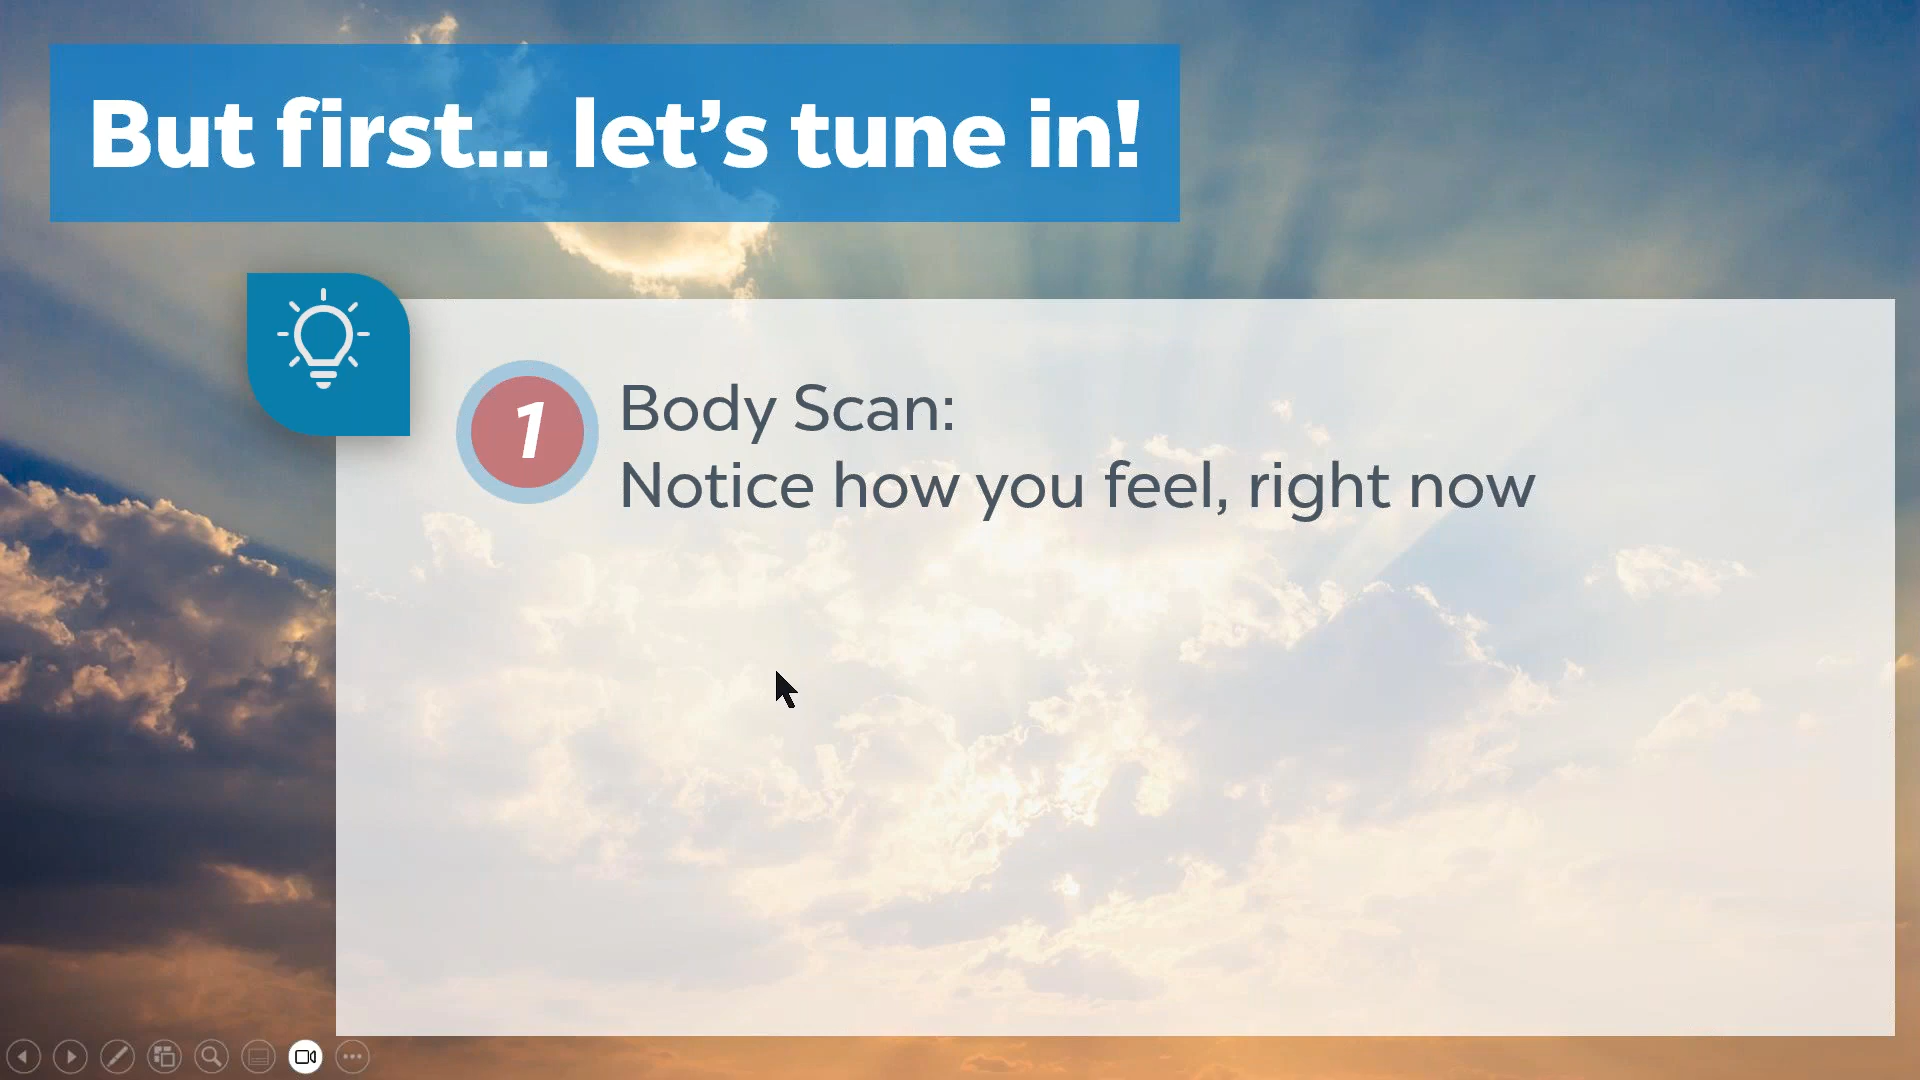 But first... let’s tune in!
1
Body Scan:
Notice how you feel, right now